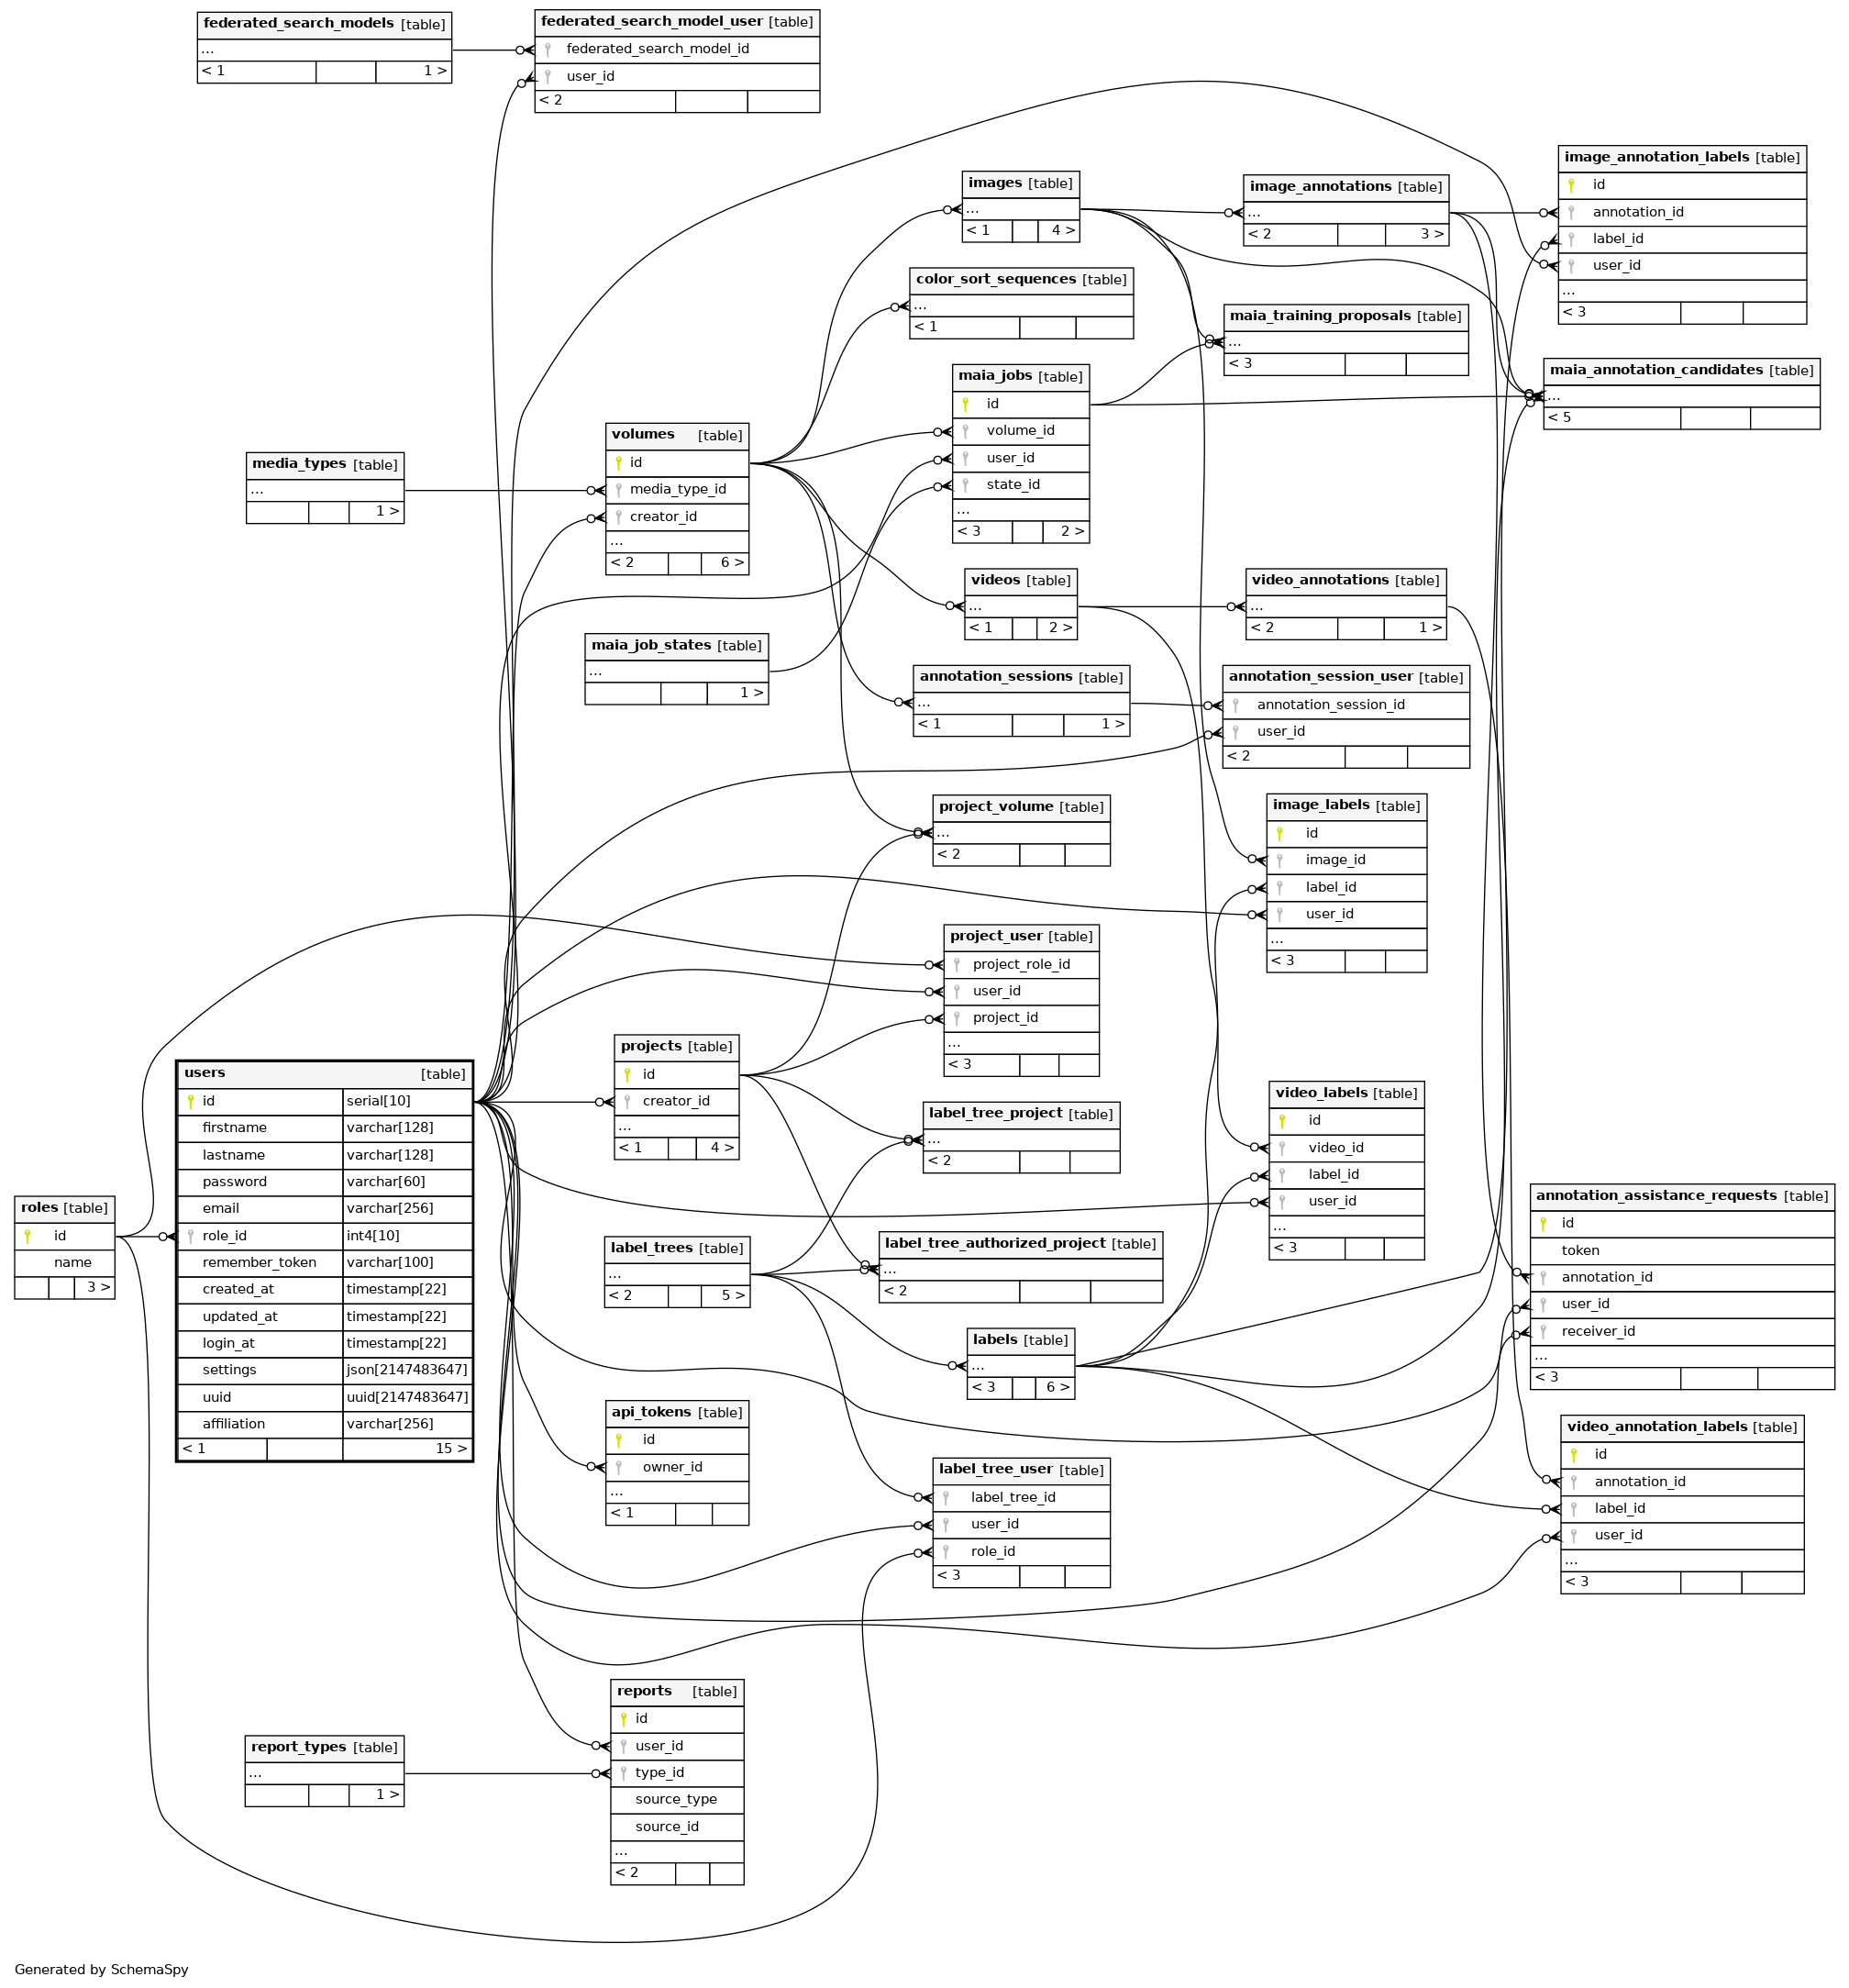 federated_search_models [table]
...
< 1 1 >
federated_search_model_user [table]
federated_search_model_id
user_id
< 2
images [table]
...
< 1 4 >
image_annotations [table]
...
< 2 3 >
image_annotation_labels [table]
id
annotation_id
label_id
user_id
...
< 3
color_sort_sequences [table]
...
< 1
maia_training_proposals [table]
...
< 3
maia_annotation_candidates [table]
...
< 5
maia_jobs [table]
id
volume_id
user_id
state_id
...
< 3 2 >
volumes [table]
id
media_type_id
creator_id
...
< 2 6 >
media_types [table]
...
1 >
videos [table]
...
< 1 2 >
video_annotations [table]
...
< 2 1 >
maia_job_states [table]
...
1 >
annotation_sessions [table]
...
< 1 1 >
annotation_session_user [table]
annotation_session_id
user_id
< 2
project_volume [table]
...
< 2
image_labels [table]
id
image_id
label_id
user_id
...
< 3
project_user [table]
project_role_id
user_id
project_id
...
< 3
projects [table]
id
creator_id
...
< 1 4 >
users [table]
id serial[10]
firstname varchar[128]
lastname varchar[128]
password varchar[60]
email varchar[256]
role_id int4[10]
remember_token varchar[100]
created_at timestamp[22]
updated_at timestamp[22]
login_at timestamp[22]
settings json[2147483647]
uuid uuid[2147483647]
affiliation varchar[256]
< 1 15 >
roles [table]
id
name
3 >
label_tree_project [table]
...
< 2
video_labels [table]
id
video_id
label_id
user_id
...
< 3
annotation_assistance_requests [table]
id
token
annotation_id
user_id
receiver_id
...
< 3
label_trees [table]
...
< 2 5 >
label_tree_authorized_project [table]
...
< 2
labels [table]
...
< 3 6 >
api_tokens [table]
id
owner_id
...
< 1
label_tree_user [table]
label_tree_id
user_id
role_id
< 3
video_annotation_labels [table]
id
annotation_id
label_id
user_id
...
< 3
reports [table]
id
user_id
type_id
source_type
source_id
...
< 2
report_types [table]
...
1 >
Generated by SchemaSpy